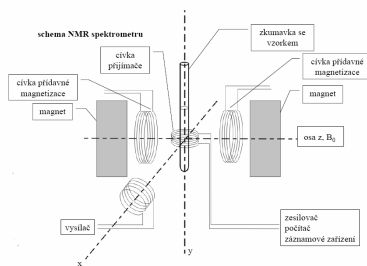 schema NMR spektrometru
zkumavka se
vzorkem
cívka
přijímače
cívka přídavné
magnetizace
cívka přídavné
magnetizace
magnet
magnet
osa z, B₀
vysílač
zesilovač
počítač
záznamové zařízení
x
y